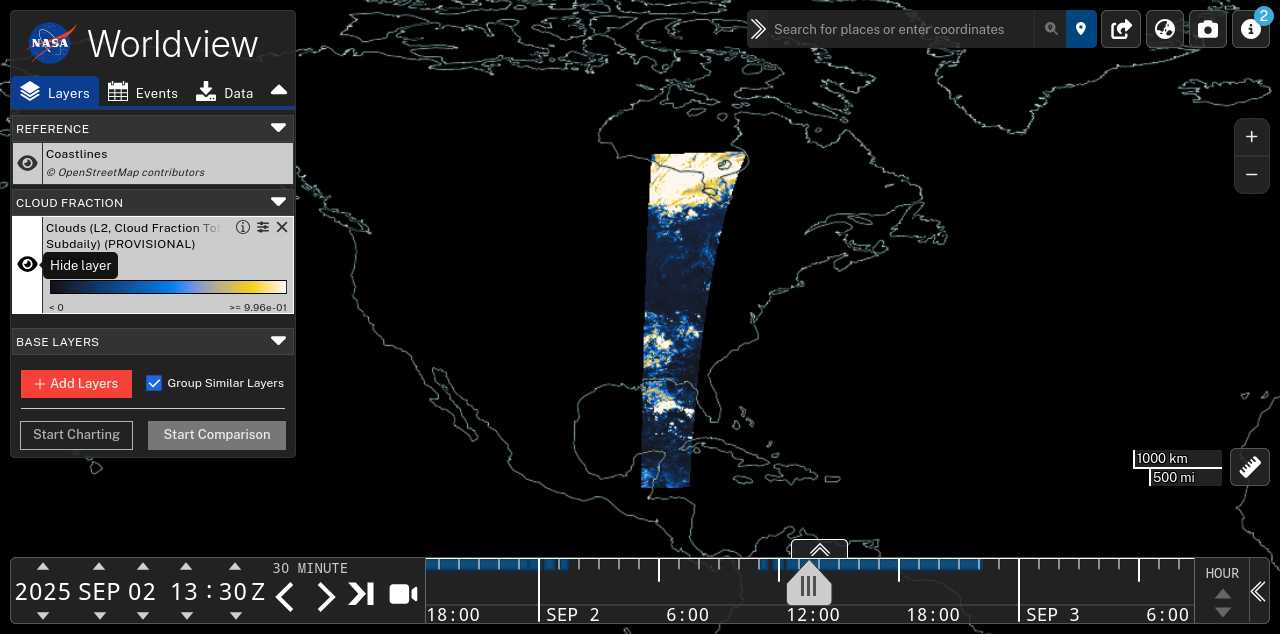 NASA
Worldview
Layers
Events
Data
REFERENCE
Coastlines
© OpenStreetMap contributors
CLOUD FRACTION
Clouds (L2, Cloud Fraction
Subdaily) (PROVISIONAL)
Hide layer
< 0
>= 9.96e-01
BASE LAYERS
+ Add Layers
Group Similar Layers
Start Charting
Start Comparison
Search for places or enter coordinates
2
+
−
1000 km
500 mi
2025 SEP 02 13 : 30 Z
30 MINUTE
18:00
SEP 2
6:00
12:00
18:00
SEP 3
6:00
HOUR